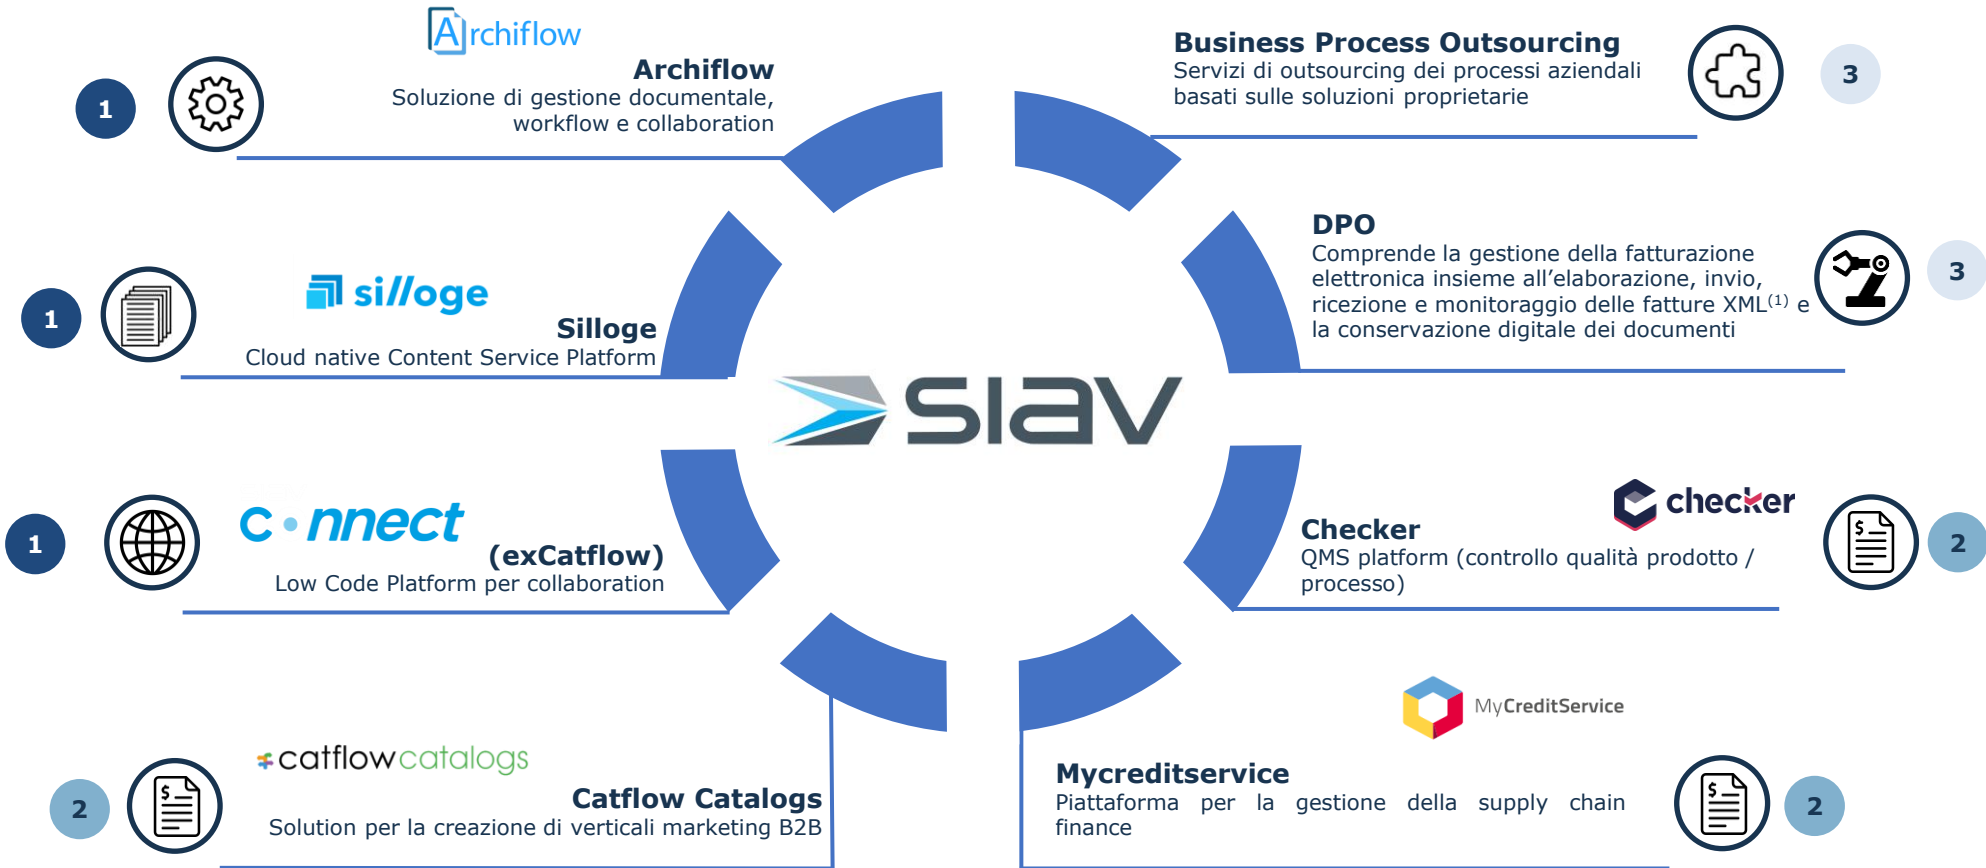 Archiflow
Archiflow
Soluzione di gestione documentale,
workflow e collaboration
1
Business Process Outsourcing
Servizi di outsourcing dei processi aziendali
basati sulle soluzioni proprietarie
3
silloge
Silloge
Cloud native Content Service Platform
1
DPO
Comprende la gestione della fatturazione
elettronica insieme all’elaborazione, invio,
ricezione e monitoraggio delle fatture XML(1) e
la conservazione digitale dei documenti
3
SIAV
connect
(exCatflow)
Low Code Platform per collaboration
1
checker
Checker
QMS platform (controllo qualità prodotto /
processo)
2
catflowcatalogs
Catflow Catalogs
Solution per la creazione di verticali marketing B2B
2
MyCreditService
Mycreditservice
Piattaforma per la gestione della supply chain
finance
2